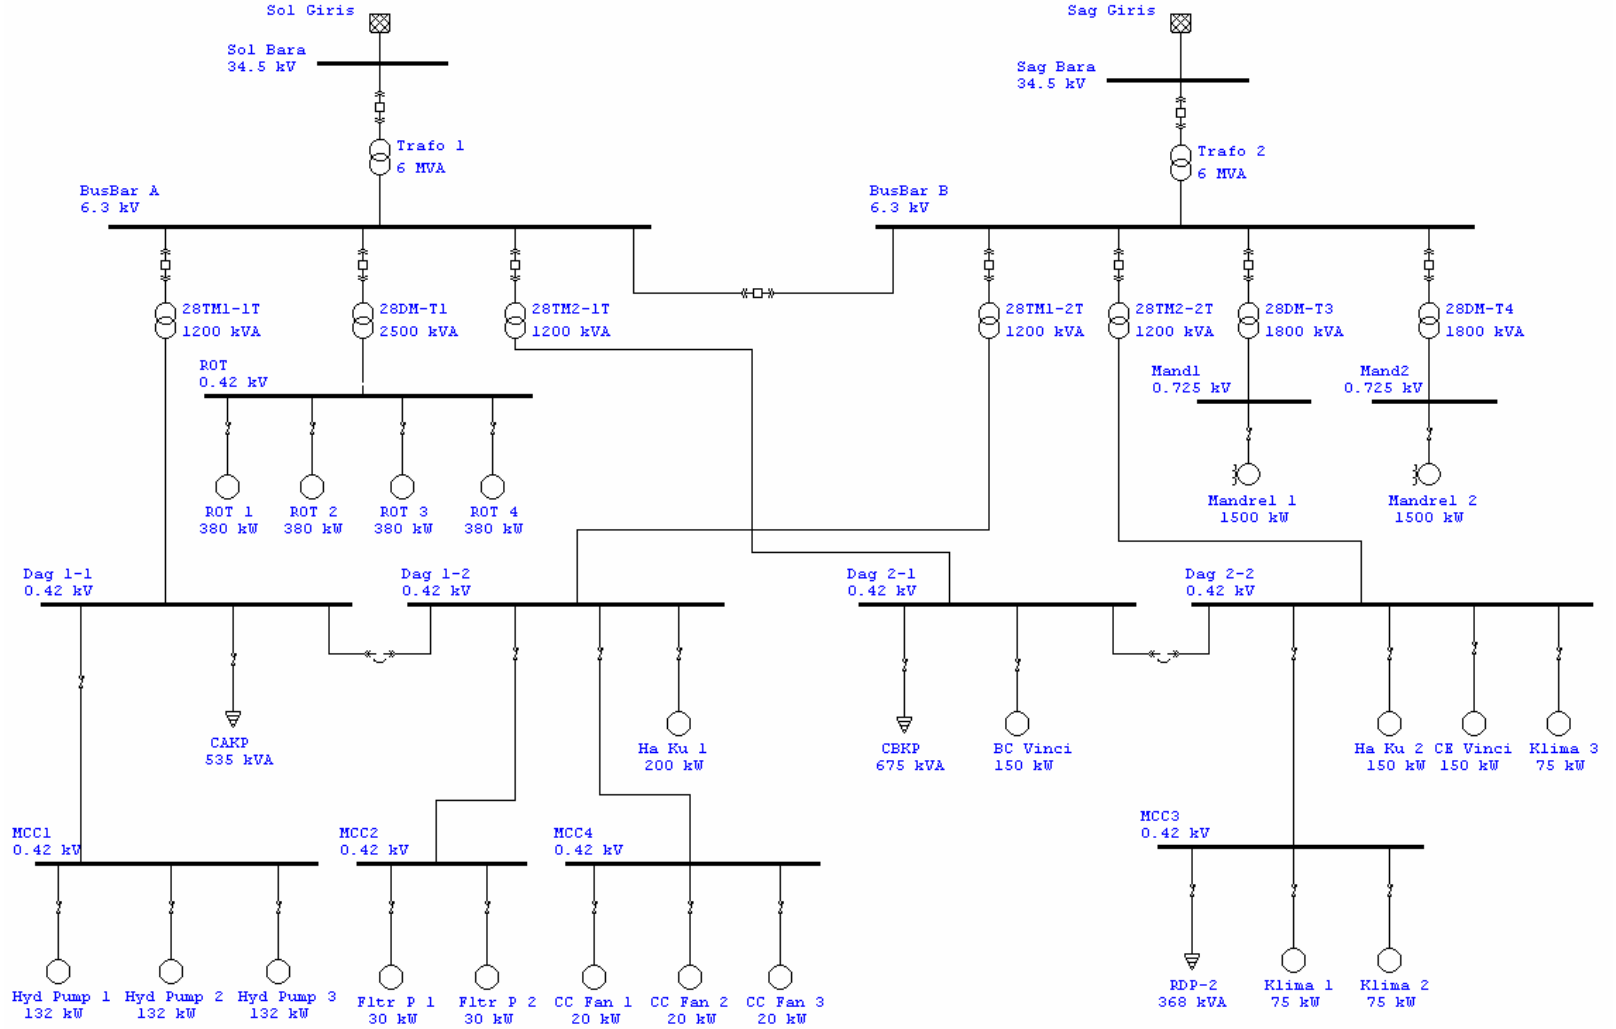 Sol Giris
Sag Giris
Sol Bara
34.5 kV
Sag Bara
34.5 kV
Trafo 1
6 MVA
Trafo 2
6 MVA
BusBar A
6.3 kV
BusBar B
6.3 kV
28TM1-1T
1200 kVA
28DM-T1
2500 kVA
28TM2-1T
1200 kVA
28TM1-2T
1200 kVA
28TM2-2T
1200 kVA
28DM-T3
1800 kVA
28DM-T4
1800 kVA
ROT
0.42 kV
Mand1
0.725 kV
Mand2
0.725 kV
ROT 1
380 kW
ROT 2
380 kW
ROT 3
380 kW
ROT 4
380 kW
Mandrel 1
1500 kW
Mandrel 2
1500 kW
Dag 1-1
0.42 kV
Dag 1-2
0.42 kV
Dag 2-1
0.42 kV
Dag 2-2
0.42 kV
CAKP
535 kVA
Ha Ku 1
200 kW
CBKP
675 kVA
BC Vinci
150 kW
Ha Ku 2
150 kW
CE Vinci
150 kW
Klima 3
75 kW
MCC1
0.42 kV
MCC2
0.42 kV
MCC4
0.42 kV
MCC3
0.42 kV
Hyd Pump 1
132 kW
Hyd Pump 2
132 kW
Hyd Pump 3
132 kW
Fltr P 1
30 kW
Fltr P 2
30 kW
CC Fan 1
20 kW
CC Fan 2
20 kW
CC Fan 3
20 kW
RDP-2
368 kVA
Klima 1
75 kW
Klima 2
75 kW